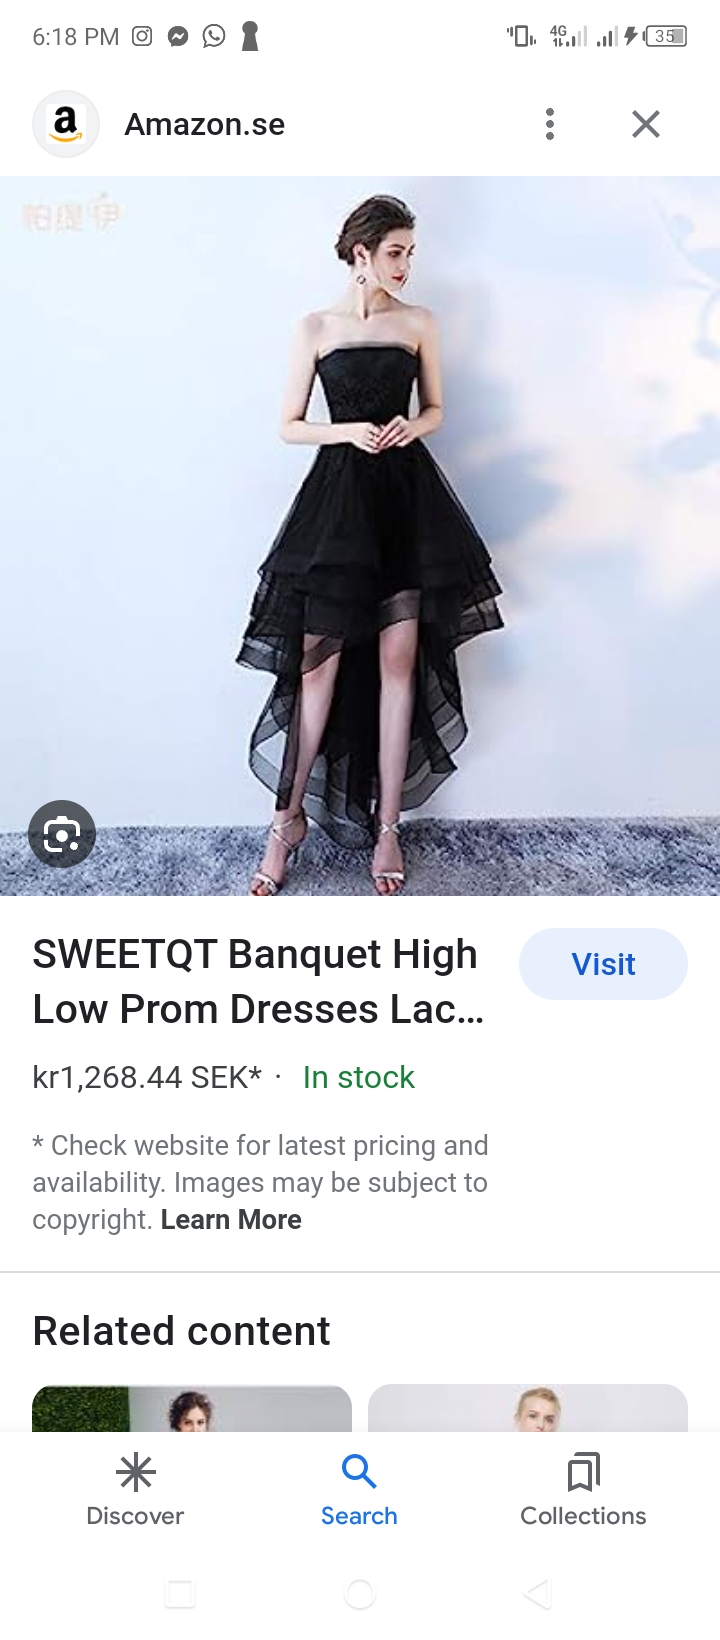 6:18 PM 4G 35
a Amazon.se
帕缇伊
SWEETQT Banquet High
Low Prom Dresses Lac...
Visit
kr1,268.44 SEK* · In stock
* Check website for latest pricing and
availability. Images may be subject to
copyright. Learn More
Related content
Discover Search Collections